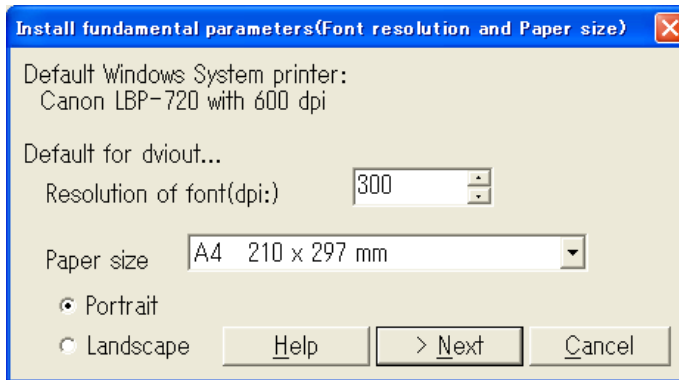 Install fundamental parameters(Font resolution and Paper size)
Default Windows System printer:
Canon LBP-720 with 600 dpi
Default for dviout...
Resolution of font(dpi:) 300
Paper size A4 210 x 297 mm
Portrait
Landscape Help > Next Cancel